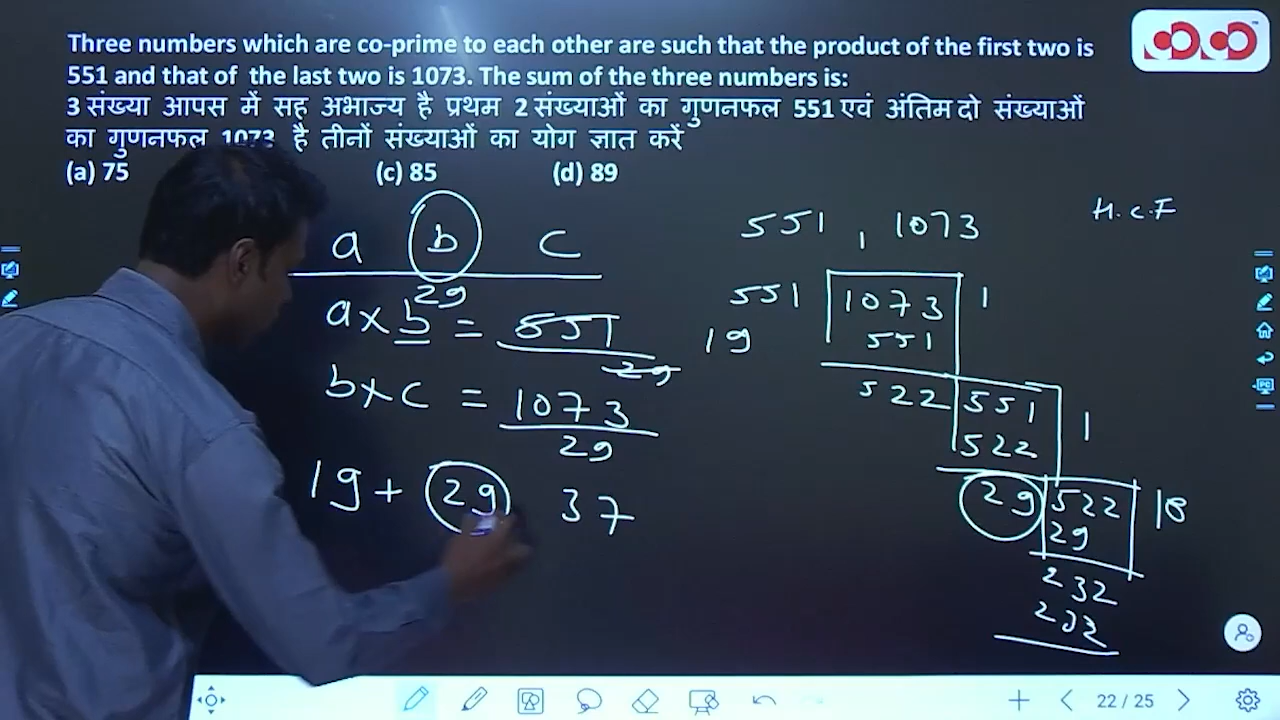 Three numbers which are co-prime to each other are such that the product of the first two is
551 and that of the last two is 1073. The sum of the three numbers is:
3 संख्या आपस में सह अभाज्य है प्रथम 2 संख्याओं का गुणनफल 551 एवं अंतिम दो संख्याओं
का गुणनफल 1073 है तीनों संख्याओं का योग ज्ञात करें
(a) 75 (c) 85 (d) 89
H.C.F
551, 1073
a b c
29
a × b = 551
29
b × c = 1073
29
19 + 29 37
551 1073 1
19 551
522 551 1
522
29 522 18
29
232
232
22 / 25